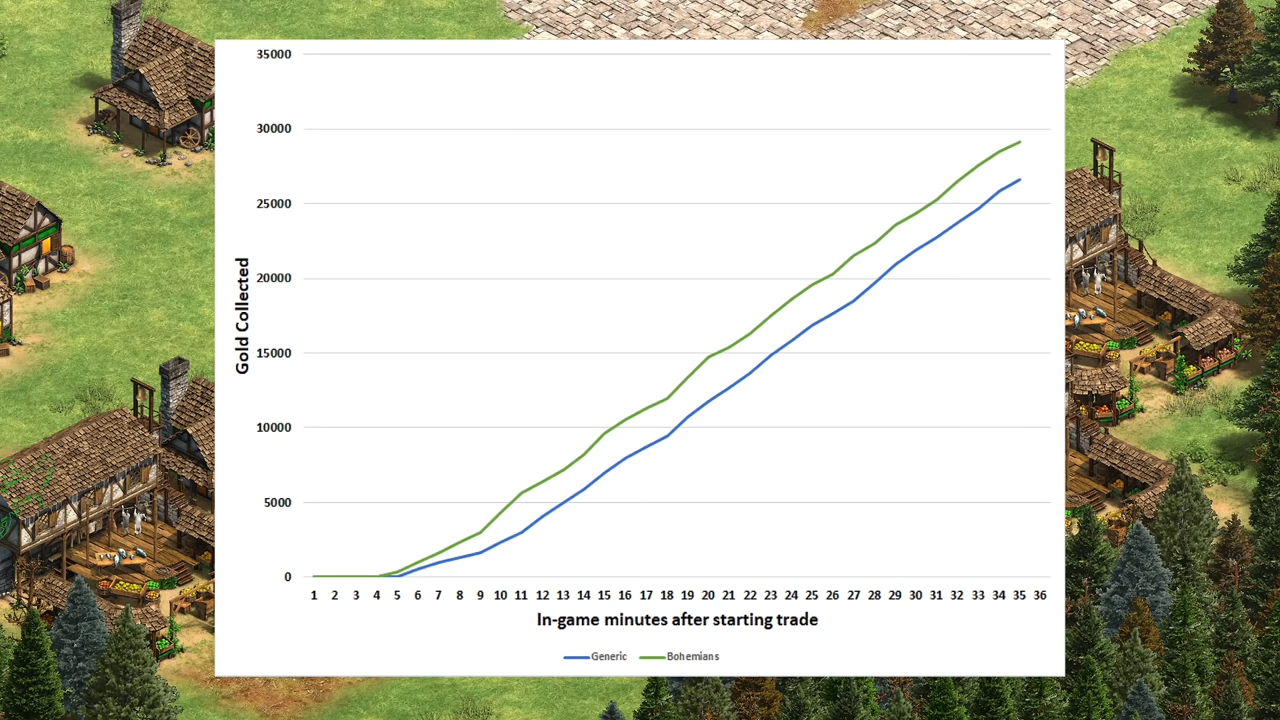 35000
30000
25000
20000
15000
10000
5000
0
Gold Collected
1 2 3 4 5 6 7 8 9 10 11 12 13 14 15 16 17 18 19 20 21 22 23 24 25 26 27 28 29 30 31 32 33 34 35 36
In-game minutes after starting trade
Generic Bohemians